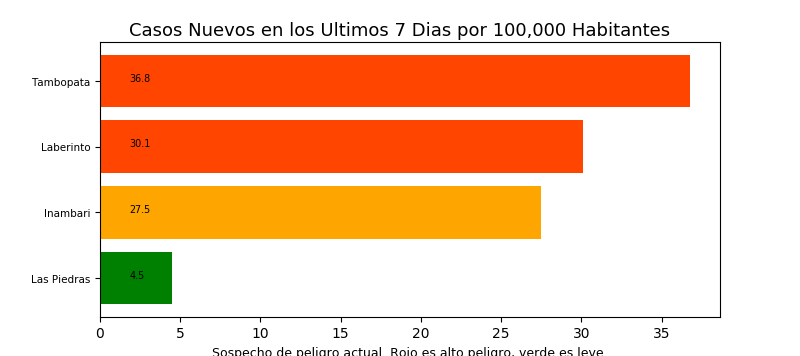 Casos Nuevos en los Ultimos 7 Dias por 100,000 Habitantes
Tambopata 36.8
Laberinto 30.1
Inambari 27.5
Las Piedras 4.5
0 5 10 15 20 25 30 35
Sospecho de peligro actual. Rojo es alto peligro, verde es leve